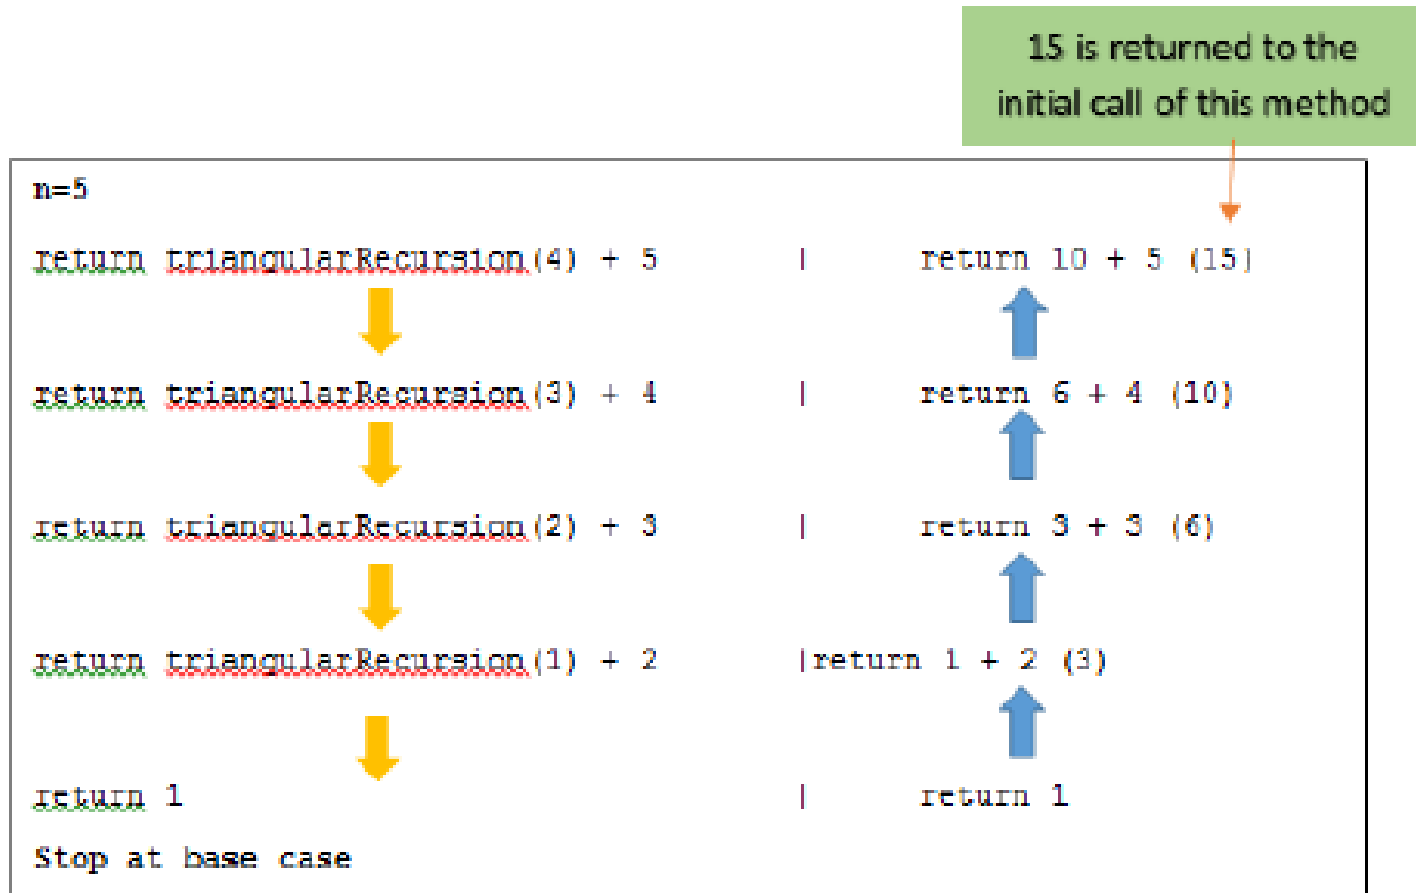 15 is returned to the
initial call of this method
n=5
return triangularRecursion(4) + 5 | return 10 + 5 (15)
return triangularRecursion(3) + 4 | return 6 + 4 (10)
return triangularRecursion(2) + 3 | return 3 + 3 (6)
return triangularRecursion(1) + 2 |return 1 + 2 (3)
return 1 | return 1
Stop at base case